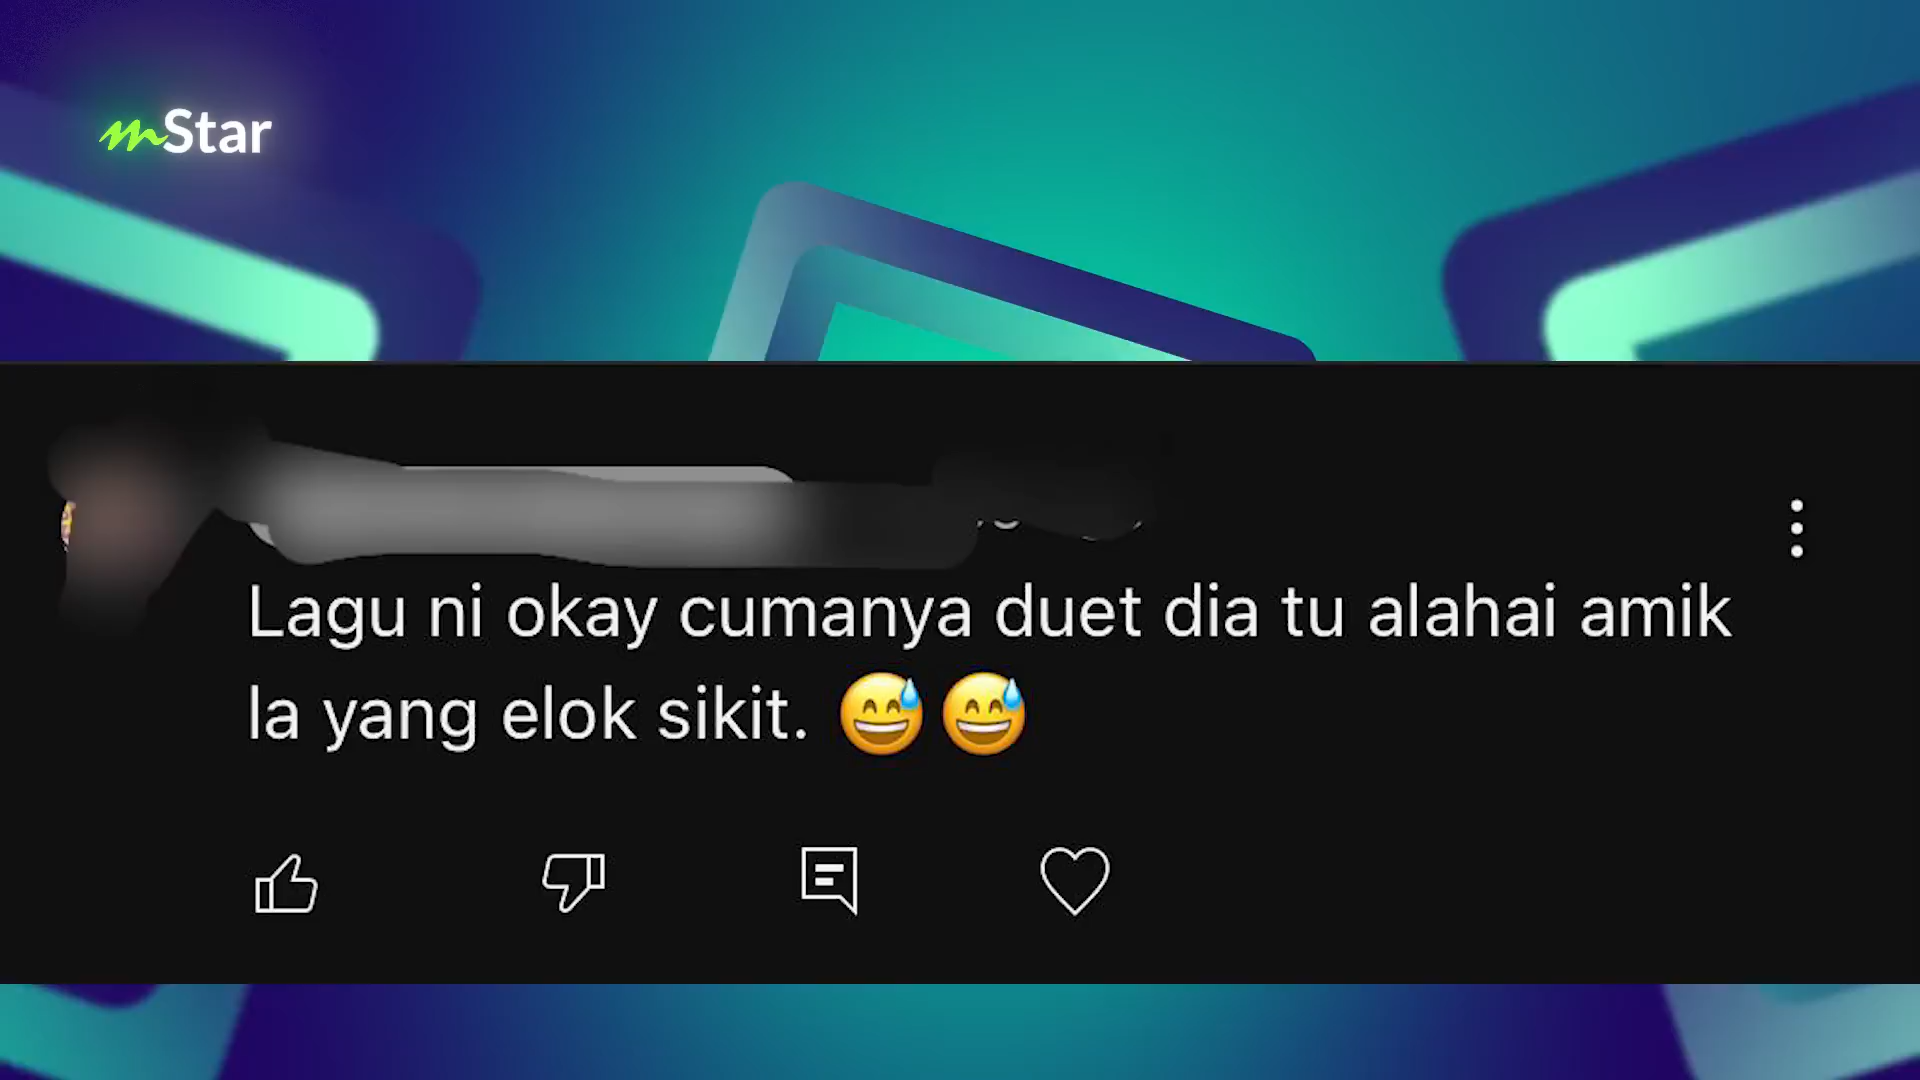 mStar
Lagu ni okay cumanya duet dia tu alahai amik
la yang elok sikit. 😅😅